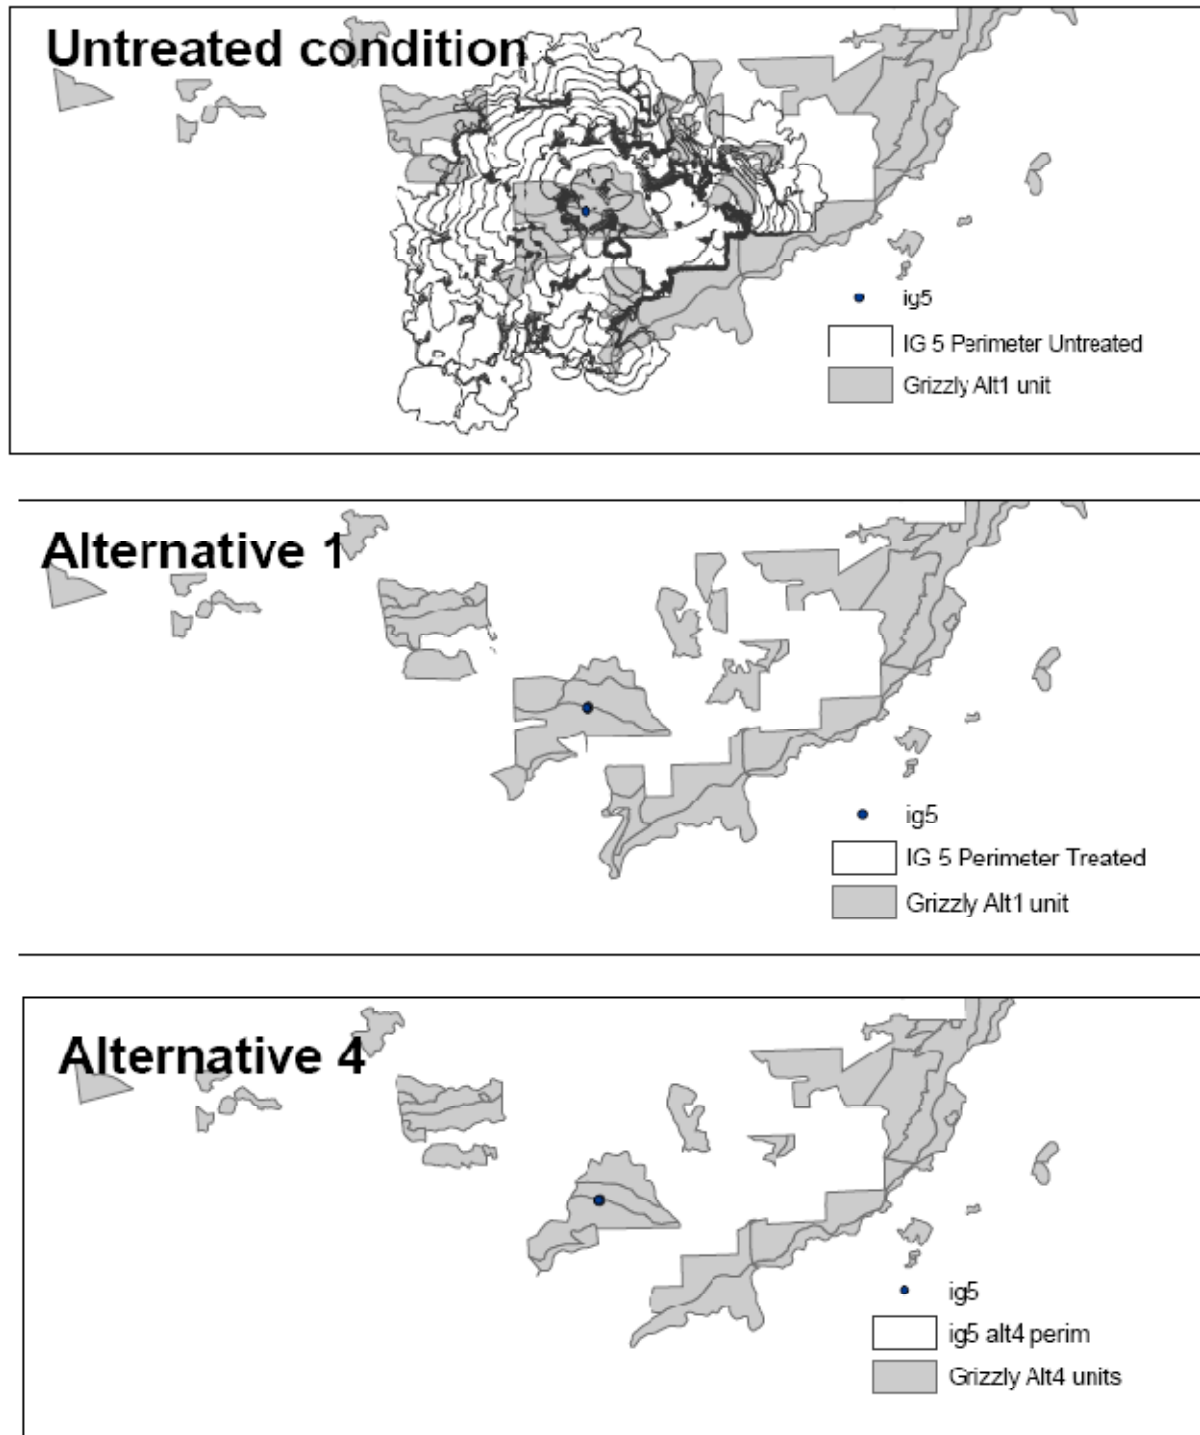 Untreated condition
ig5
IG 5 Perimeter Untreated
Grizzly Alt1 unit
Alternative 1
ig5
IG 5 Perimeter Treated
Grizzly Alt1 unit
Alternative 4
ig5
ig5 alt4 perim
Grizzly Alt4 units